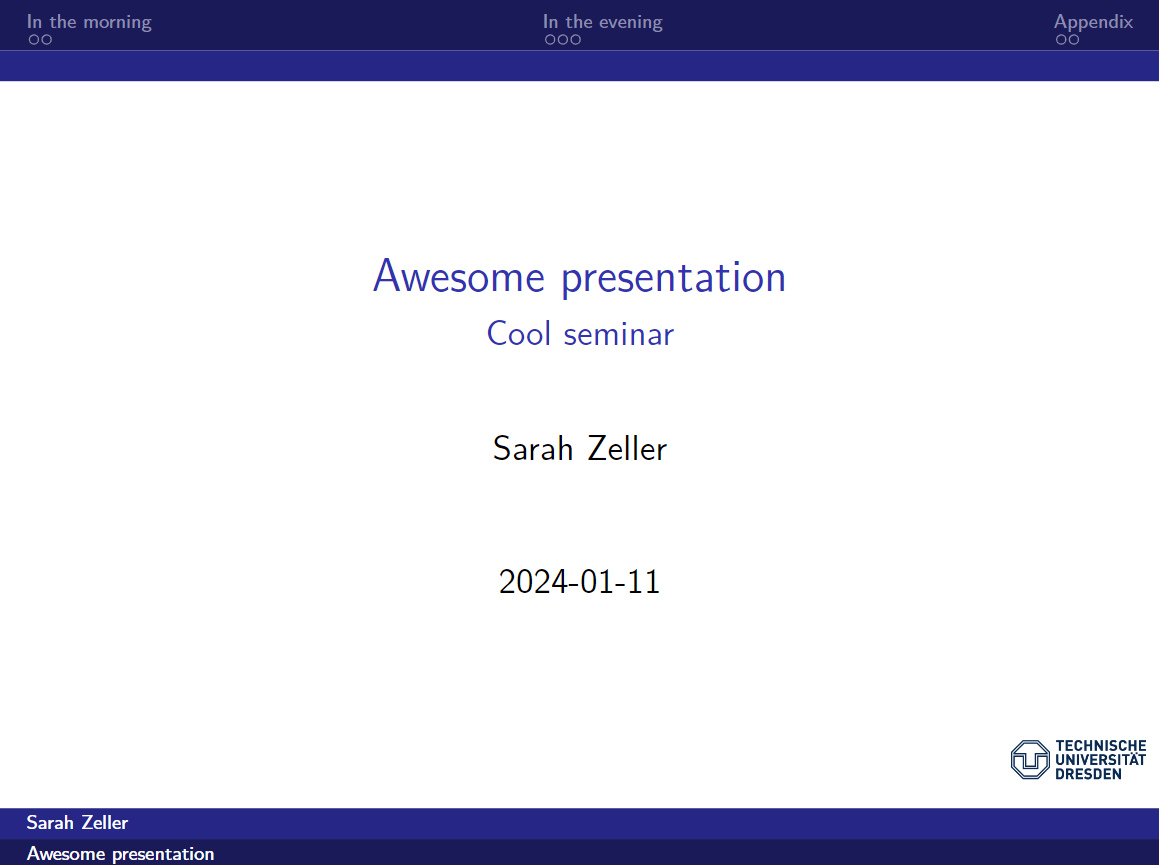 In the morning
In the evening
Appendix
Awesome presentation
Cool seminar
Sarah Zeller
2024-01-11
TECHNISCHE
UNIVERSITÄT
DRESDEN
Sarah Zeller
Awesome presentation